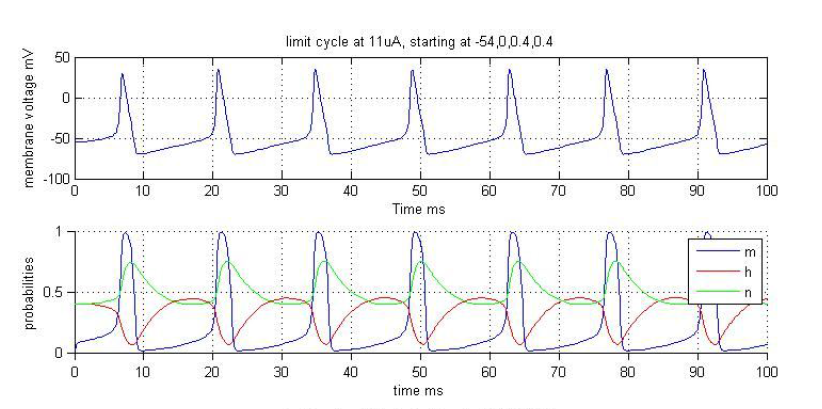 limit cycle at 11uA, starting at -54,0,0.4,0.4
membrane voltage mV
50
0
-50
-100
0 10 20 30 40 50 60 70 80 90 100
Time ms
probabilities
1
0.5
0
m
h
n
0 10 20 30 40 50 60 70 80 90 100
time ms